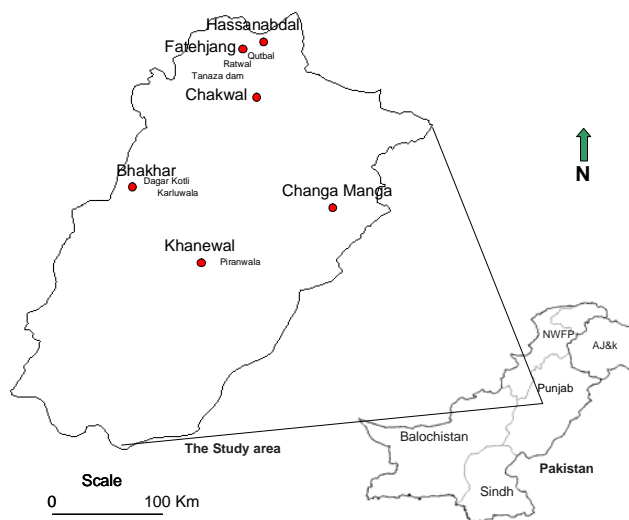 Hassanabdal
Fatehjang
Qutbal
Ratwal
Tanaza dam
Chakwal
N
Bhakhar
Dagar Kotli
Karluwala
Changa Manga
Khanewal
Piranwala
NWFP
AJ&k
Punjab
Balochistan
The Study area
Pakistan
Sindh
Scale
0 100 Km